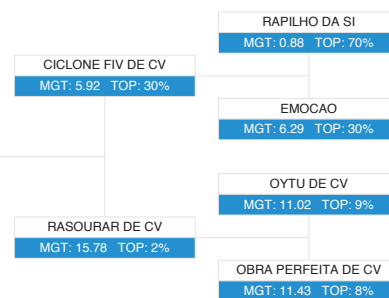 RAPILHO DA SI
MGT: 0.88 TOP: 70%
CICLONE FIV DE CV
MGT: 5.92 TOP: 30%
EMOCAO
MGT: 6.29 TOP: 30%
OYTU DE CV
MGT: 11.02 TOP: 9%
RASOURAR DE CV
MGT: 15.78 TOP: 2%
OBRA PERFEITA DE CV
MGT: 11.43 TOP: 8%